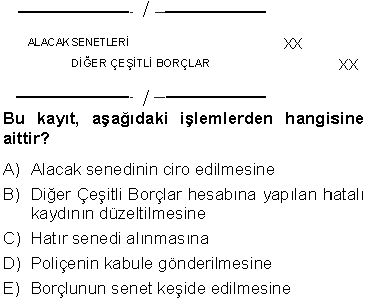 /
ALACAK SENETLERİ XX
DİĞER ÇEŞİTLİ BORÇLAR XX
/
Bu kayıt, aşağıdaki işlemlerden hangisine
aittir?
A) Alacak senedinin ciro edilmesine
B) Diğer Çeşitli Borçlar hesabına yapılan hatalı
kaydının düzeltilmesine
C) Hatır senedi alınmasına
D) Poliçenin kabule gönderilmesine
E) Borçlunun senet keşide edilmesine